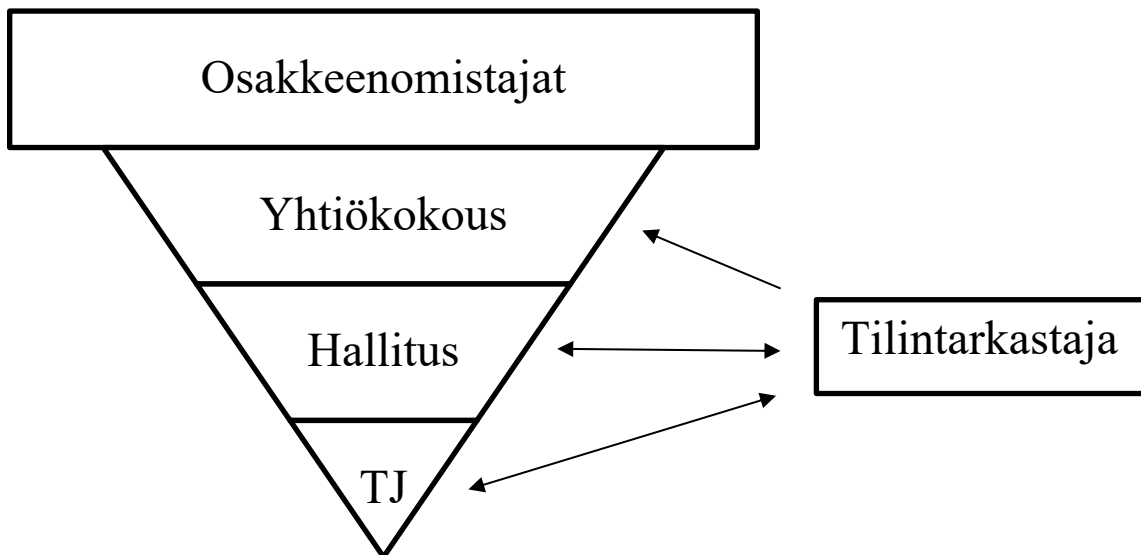 Osakkeenomistajat
Yhtiökokous
Hallitus
Tilintarkastaja
TJ